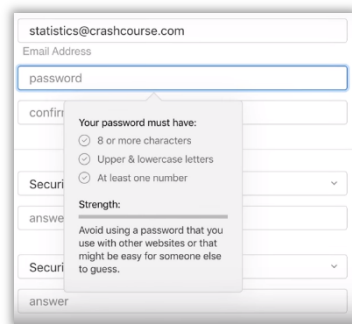 statistics@crashcourse.com
Email Address
password
confir
Your password must have:
8 or more characters
Upper & lowercase letters
At least one number
Strength:
Avoid using a password that you
use with other websites or that
might be easy for someone else
to guess.
Securi
answe
Securi
answer